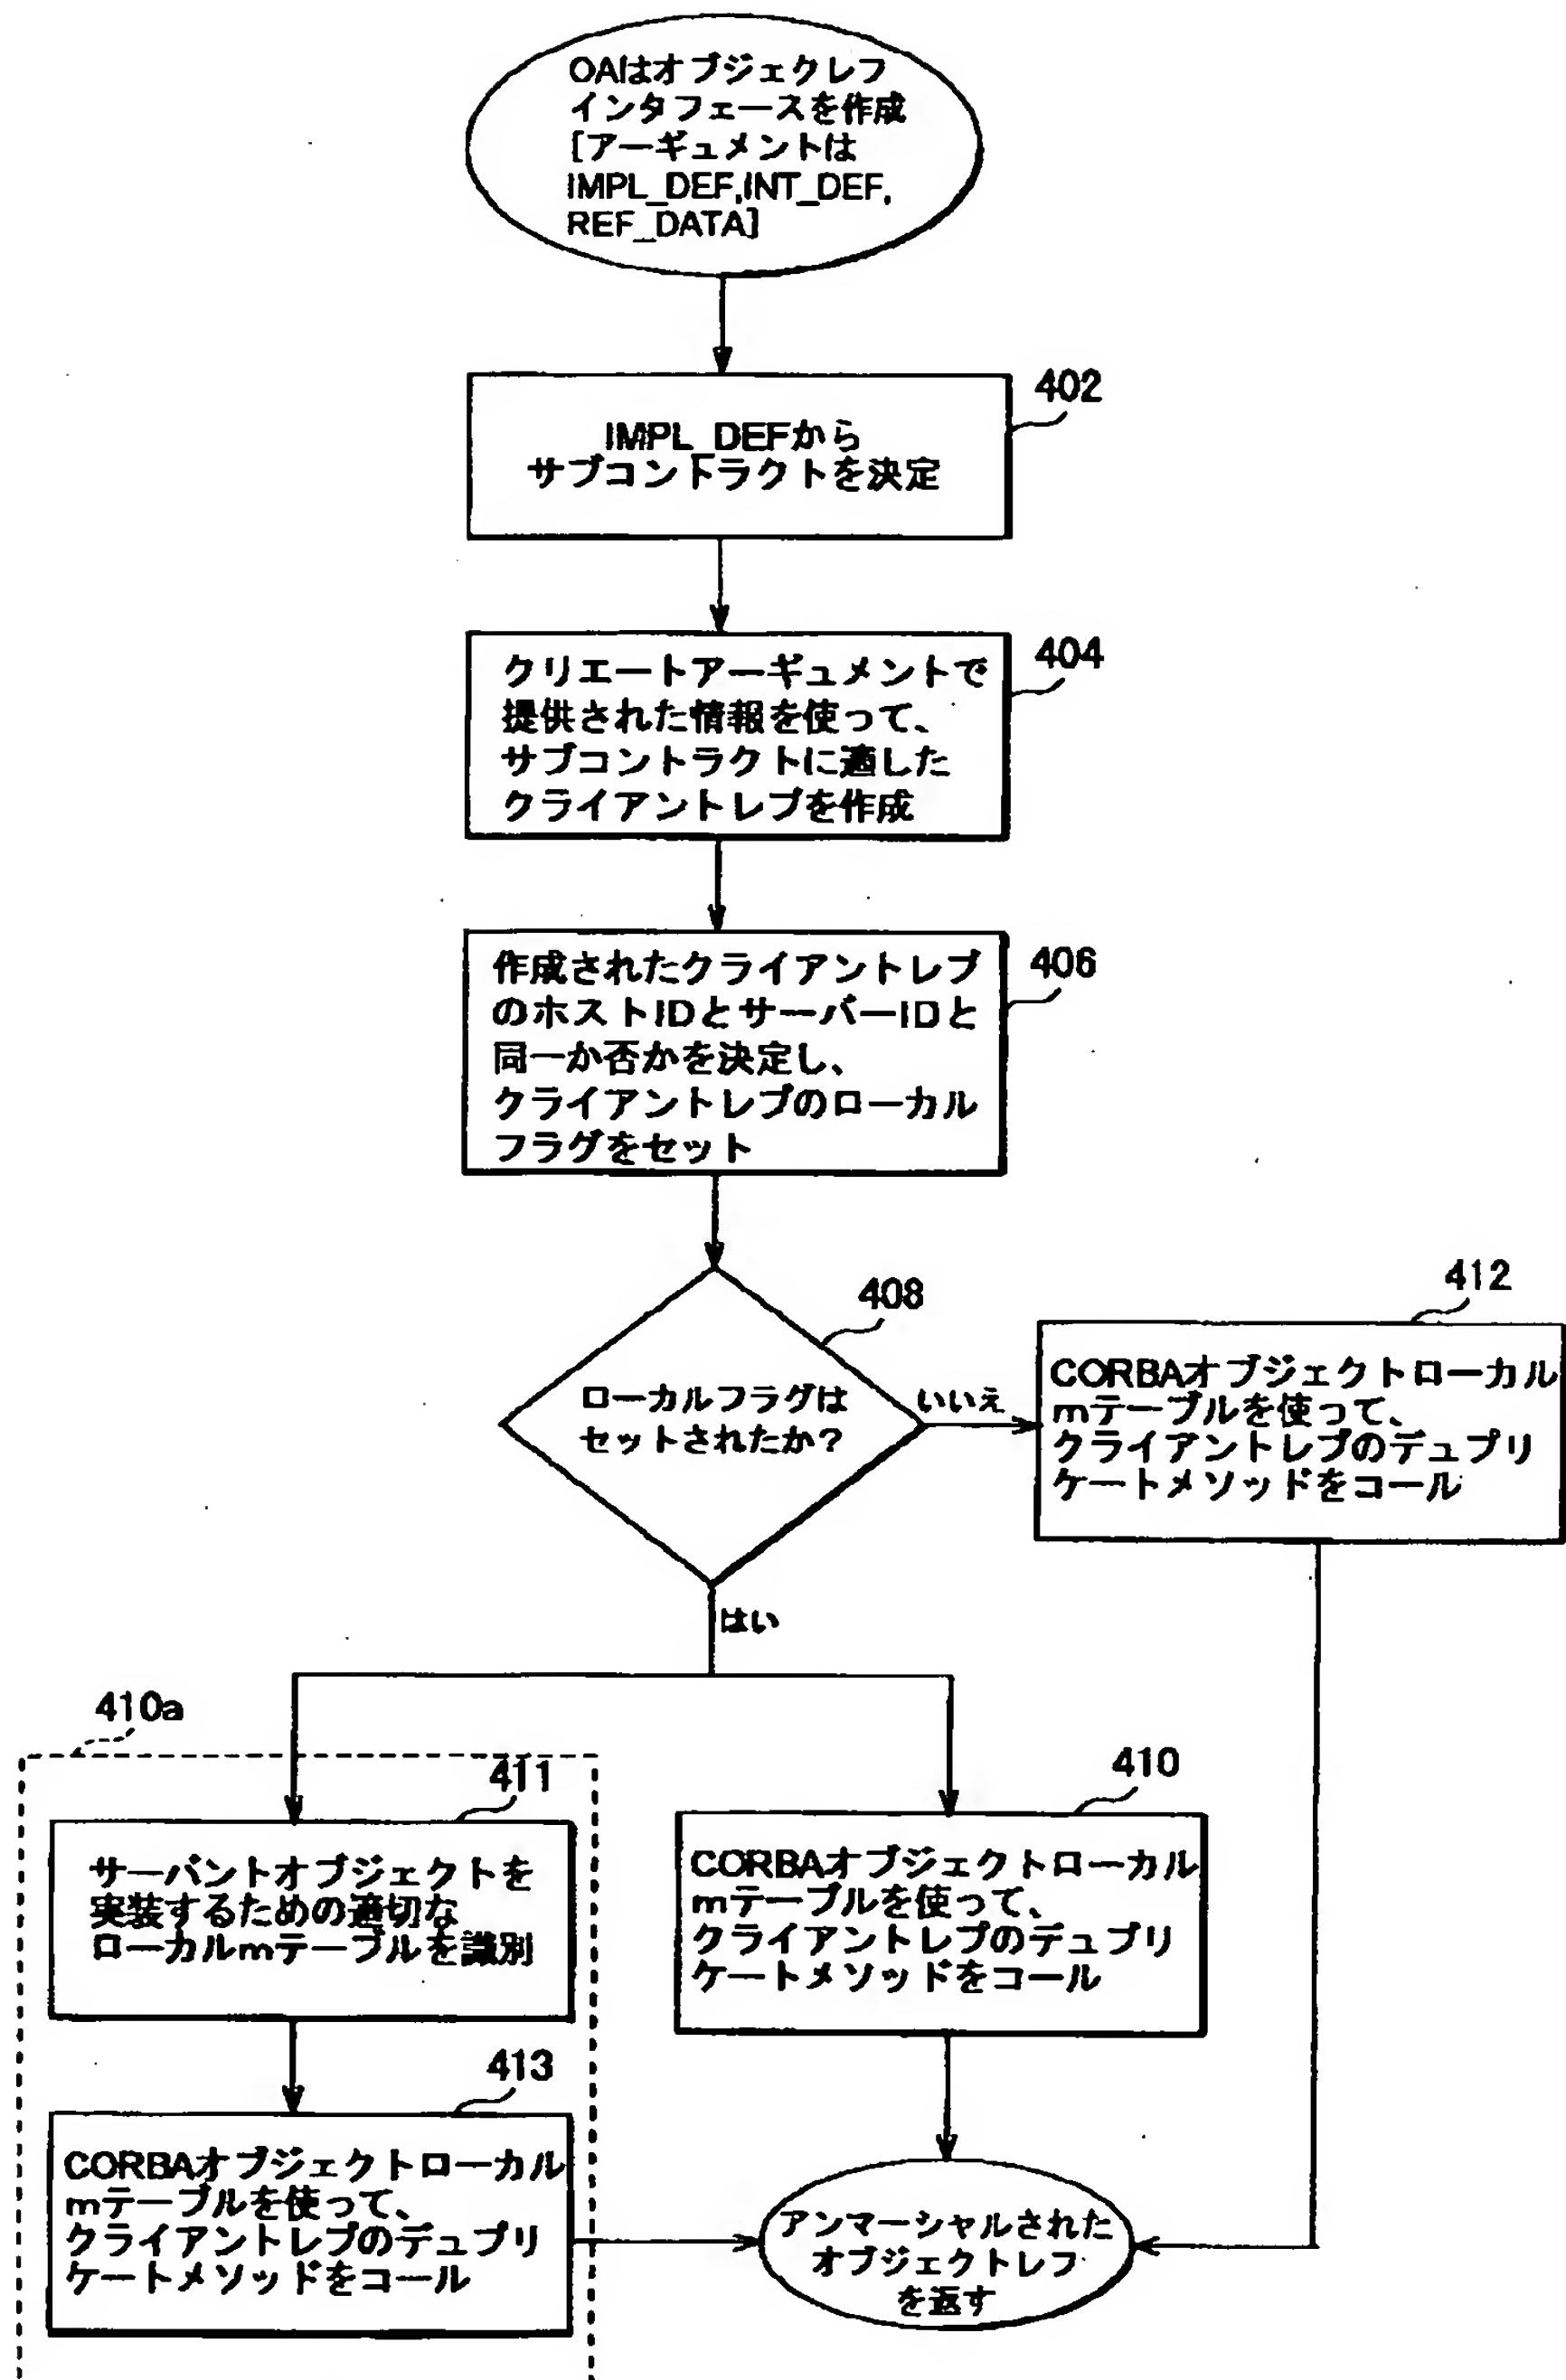 OAはオブジェクレフ
インタフェースを作成
[アーギュメントは
IMPL_DEF,INT_DEF,
REF_DATA]
402
IMPL_DEFから
サブコントラクトを決定
404
クリエートアーギュメントで
提供された情報を使って、
サブコントラクトに適した
クライアントレプを作成
406
作成されたクライアントレプ
のホストIDとサーバーIDと
同一か否かを決定し、
クライアントレプのローカル
フラグをセット
408
ローカルフラグは
セットされたか?
いいえ
412
CORBAオブジェクトローカル
mテーブルを使って、
クライアントレプのデュプリ
ケートメソッドをコール
はい
410a
411
サーバントオブジェクトを
実装するための適切な
ローカルmテーブルを識別
410
CORBAオブジェクトローカル
mテーブルを使って、
クライアントレプのデュプリ
ケートメソッドをコール
413
CORBAオブジェクトローカル
mテーブルを使って、
クライアントレプのデュプリ
ケートメソッドをコール
アンマーシャルされた
オブジェクトレフ
を返す